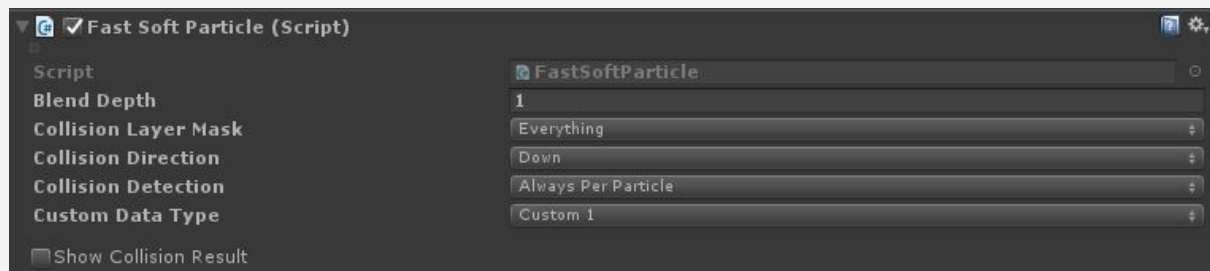 Fast Soft Particle (Script)
Script FastSoftParticle
Blend Depth 1
Collision Layer Mask Everything
Collision Direction Down
Collision Detection Always Per Particle
Custom Data Type Custom 1
Show Collision Result